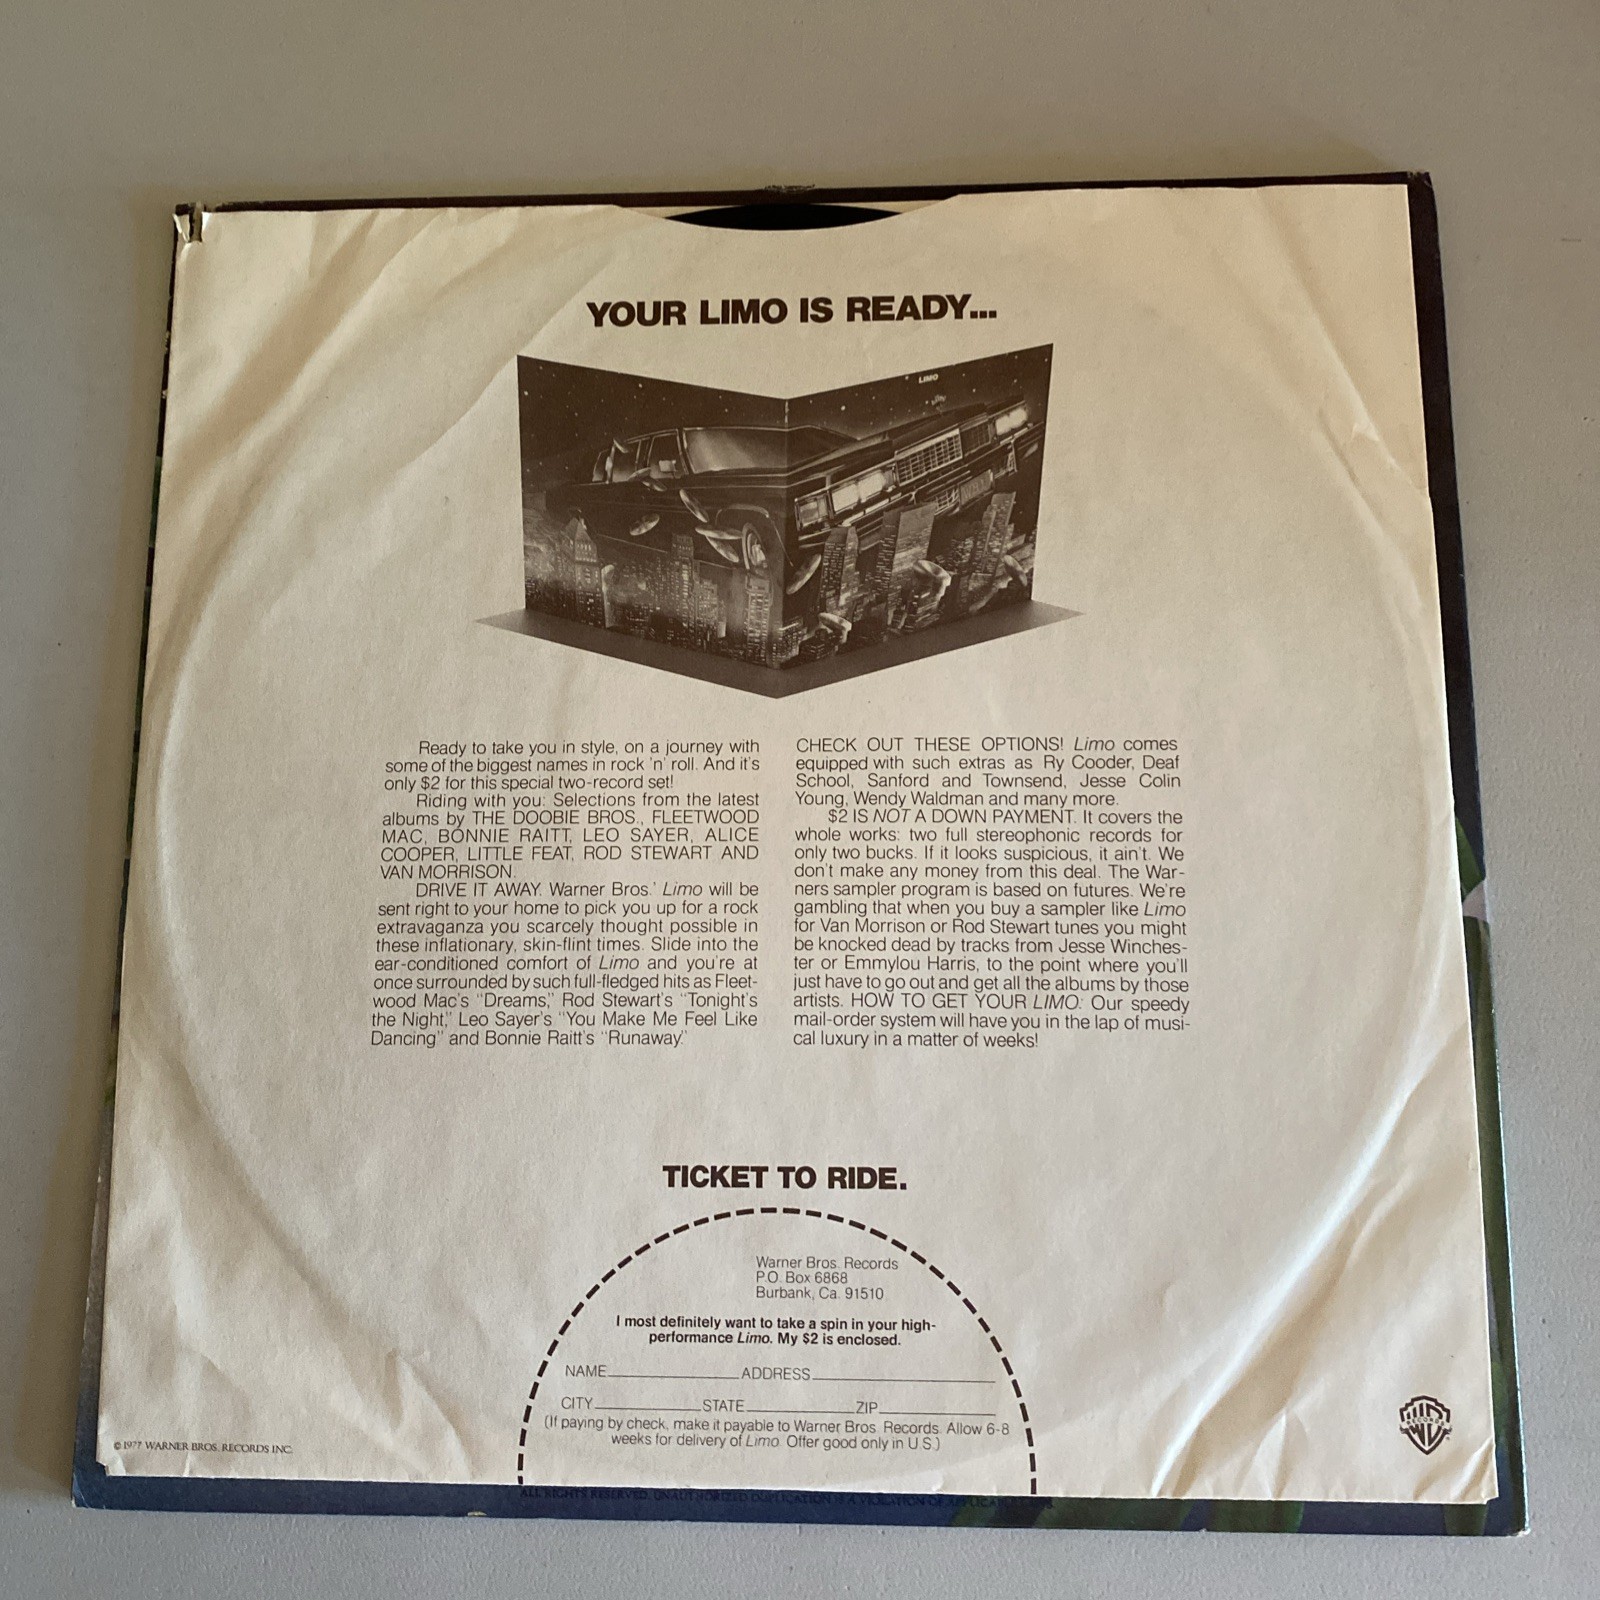 YOUR LIMO IS READY...
LIMO
Ready to take you in style, on a journey with
some of the biggest names in rock 'n' roll. And it's
only $2 for this special two-record set!
Riding with you: Selections from the latest
albums by THE DOOBIE BROS., FLEETWOOD
MAC, BONNIE RAITT, LEO SAYER, ALICE
COOPER, LITTLE FEAT, ROD STEWART AND
VAN MORRISON.
DRIVE IT AWAY. Warner Bros.' Limo will be
sent right to your home to pick you up for a rock
extravaganza you scarcely thought possible in
these inflationary, skin-flint times. Slide into the
ear-conditioned comfort of Limo and you're at
once surrounded by such full-fledged hits as Fleet-
wood Mac's "Dreams," Rod Stewart's "Tonight's
the Night," Leo Sayer's "You Make Me Feel Like
Dancing" and Bonnie Raitt's "Runaway."
CHECK OUT THESE OPTIONS! Limo comes
equipped with such extras as Ry Cooder, Deaf
School, Sanford and Townsend, Jesse Colin
Young, Wendy Waldman and many more.
$2 IS NOT A DOWN PAYMENT. It covers the
whole works: two full stereophonic records for
only two bucks. If it looks suspicious, it ain't. We
don't make any money from this deal. The War-
ners sampler program is based on futures. We're
gambling that when you buy a sampler like Limo
for Van Morrison or Rod Stewart tunes you might
be knocked dead by tracks from Jesse Winches-
ter or Emmylou Harris, to the point where you'll
just have to go out and get all the albums by those
artists. HOW TO GET YOUR LIMO: Our speedy
mail-order system will have you in the lap of musi-
cal luxury in a matter of weeks!
TICKET TO RIDE.
Warner Bros. Records
P.O. Box 6868
Burbank, Ca. 91510
I most definitely want to take a spin in your high-
performance Limo. My $2 is enclosed.
NAME ADDRESS
CITY STATE ZIP
(If paying by check, make it payable to Warner Bros. Records. Allow 6-8
weeks for delivery of Limo. Offer good only in U.S.)
© 1977 WARNER BROS. RECORDS INC.
RECORDS
ALL RIGHTS RESERVED. UNAUTHORIZED DUPLICATION IS A VIOLATION OF APPLICABLE